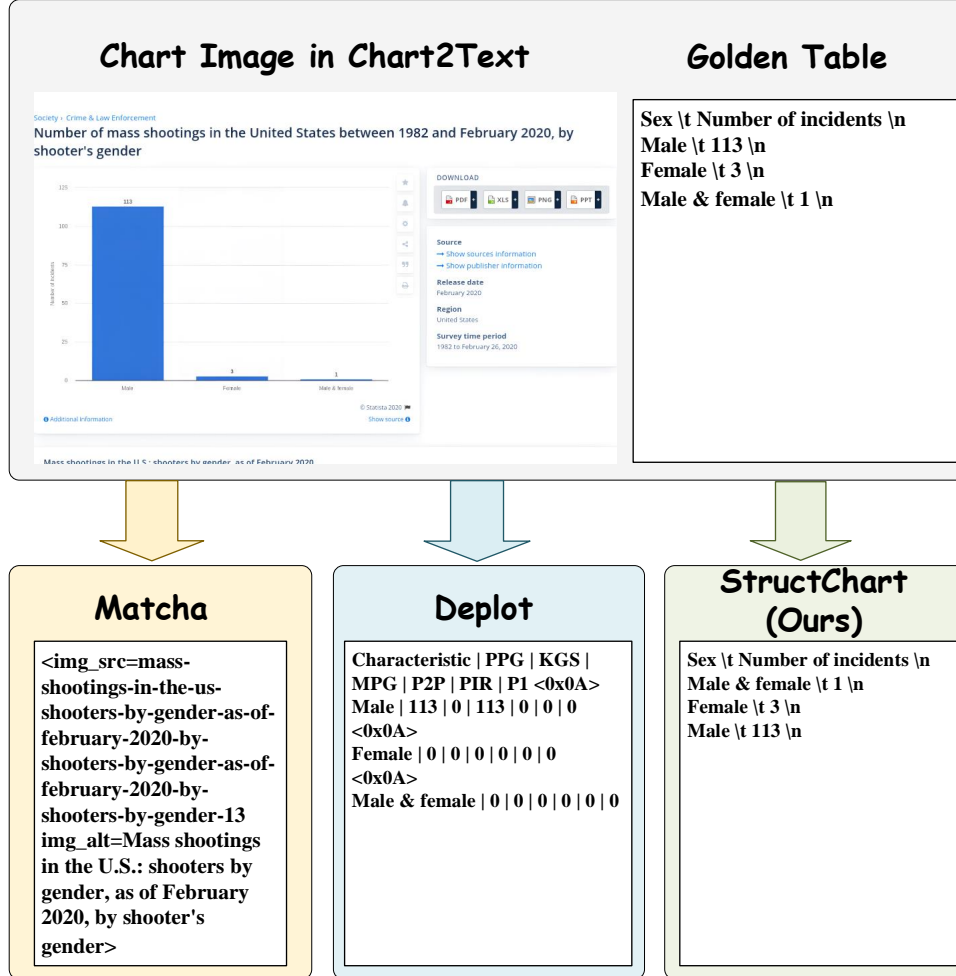 Chart Image in Chart2Text
Golden Table
Society › Crime & Law Enforcement
Number of mass shootings in the United States between 1982 and February 2020, by
shooter's gender
125
100
75
50
25
0
Number of incidents
113
3
1
Male
Female
Male & female
© Statista 2020
Additional Information
Show source
Mass shootings in the U.S.: shooters by gender, as of February 2020
DOWNLOAD
PDF
XLS
PNG
PPT
Source
→ Show sources information
→ Show publisher information
Release date
February 2020
Region
United States
Survey time period
1982 to February 26, 2020
Sex \t Number of incidents \n
Male \t 113 \n
Female \t 3 \n
Male & female \t 1 \n
Matcha
<img_src=mass-
shootings-in-the-us-
shooters-by-gender-as-of-
february-2020-by-
shooters-by-gender-as-of-
february-2020-by-
shooters-by-gender-13
img_alt=Mass shootings
in the U.S.: shooters by
gender, as of February
2020, by shooter's
gender>
Deplot
Characteristic | PPG | KGS |
MPG | P2P | PIR | P1 <0x0A>
Male | 113 | 0 | 113 | 0 | 0 | 0
<0x0A>
Female | 0 | 0 | 0 | 0 | 0 | 0
<0x0A>
Male & female | 0 | 0 | 0 | 0 | 0 | 0
StructChart
(Ours)
Sex \t Number of incidents \n
Male & female \t 1 \n
Female \t 3 \n
Male \t 113 \n